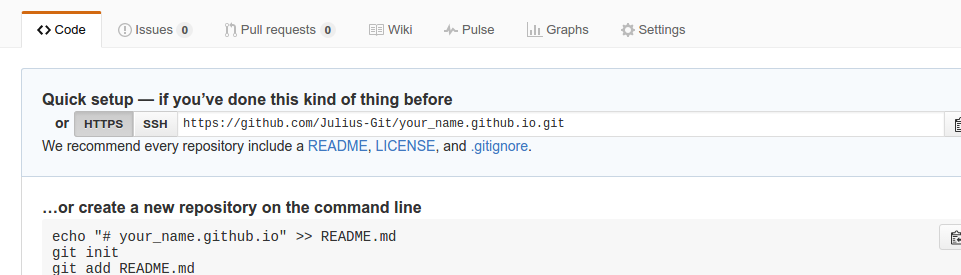 Code Issues 0 Pull requests 0 Wiki Pulse Graphs Settings
Quick setup — if you've done this kind of thing before
or HTTPS SSH https://github.com/Julius-Git/your_name.github.io.git
We recommend every repository include a README, LICENSE, and .gitignore.
…or create a new repository on the command line
echo "# your_name.github.io" >> README.md
git init
git add README.md